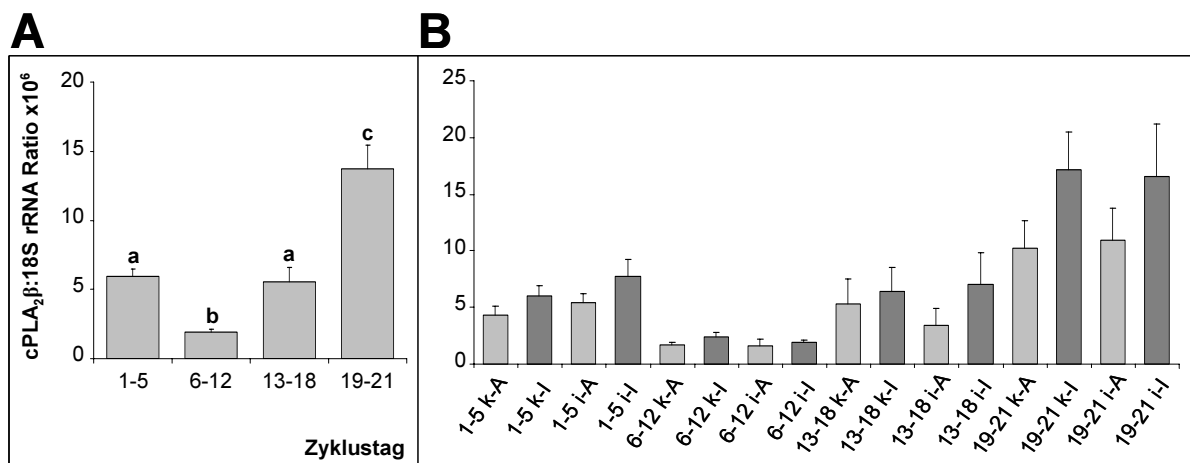 A
cPLA₂β:18S rRNA Ratio x10⁶
20
15
10
5
0
a
b
a
c
1-5 6-12 13-18 19-21
Zyklustag
B
25
20
15
10
5
0
1-5 k-A
1-5 k-I
1-5 i-A
1-5 i-I
6-12 k-A
6-12 k-I
6-12 i-A
6-12 i-I
13-18 k-A
13-18 k-I
13-18 i-A
13-18 i-I
19-21 k-A
19-21 k-I
19-21 i-A
19-21 i-I